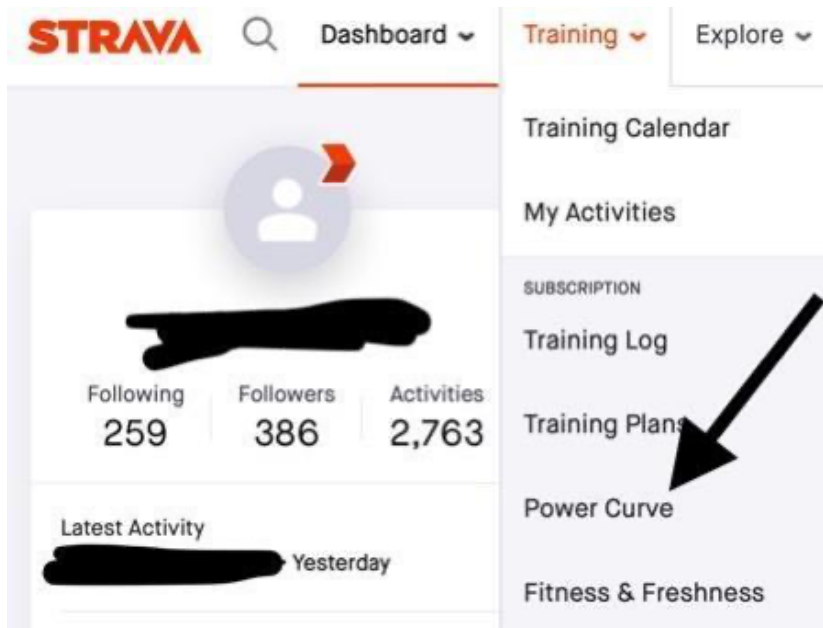 STRAVA Dashboard Training Explore
Training Calendar
My Activities
SUBSCRIPTION
Training Log
Training Plans
Power Curve
Fitness & Freshness
Following Followers Activities
259 386 2,763
Latest Activity
Yesterday